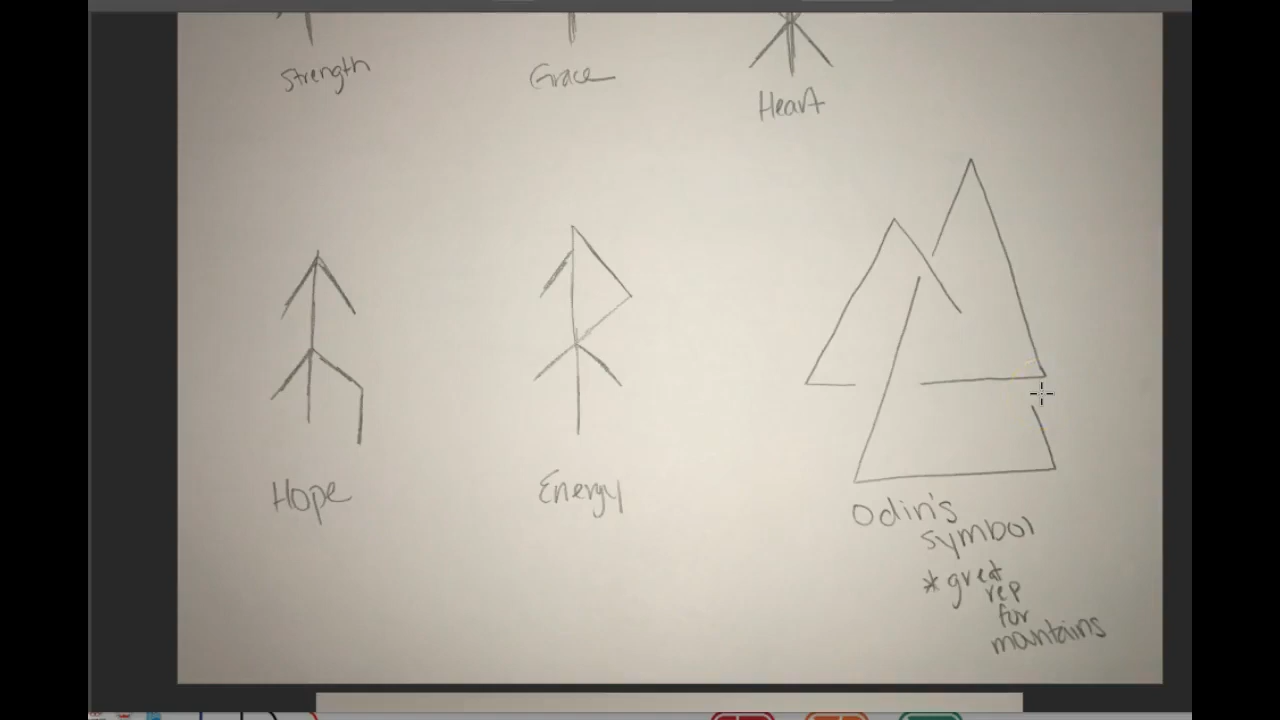 Strength
Grace
Heart
Hope
Energy
Odin's
symbol
* great
rep
for
mountains